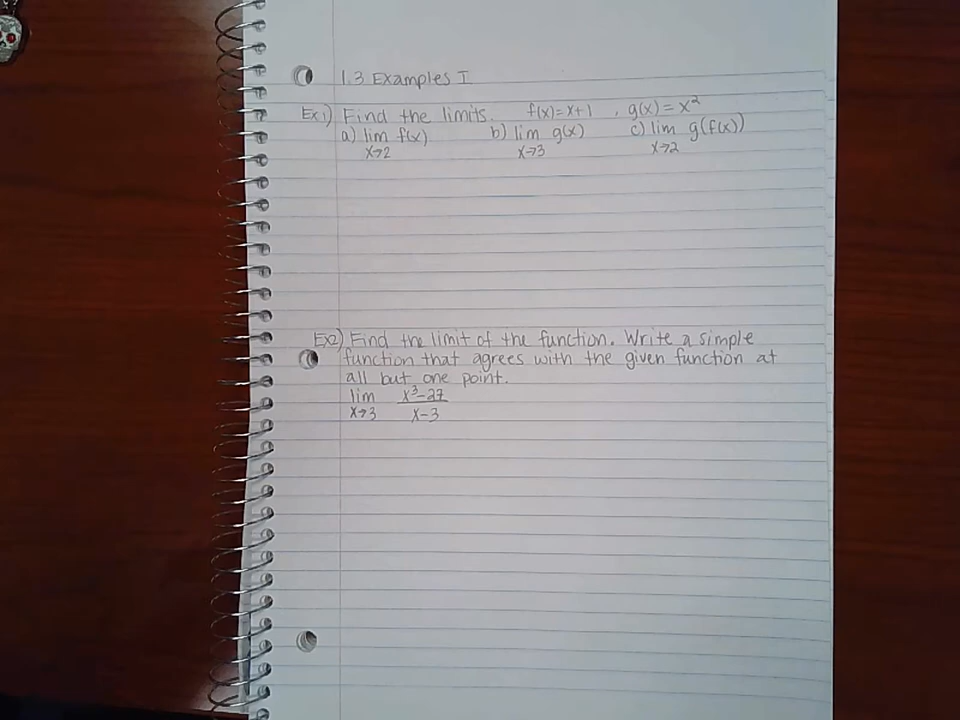 1.3 Examples I
Ex1) Find the limits. f(x)=x+1 , g(x)=x²
a) lim f(x) b) lim g(x) c) lim g(f(x))
x→2 x→3 x→2
Ex2) Find the limit of the function. Write a simple
function that agrees with the given function at
all but one point.
lim x³-27
x→3 x-3